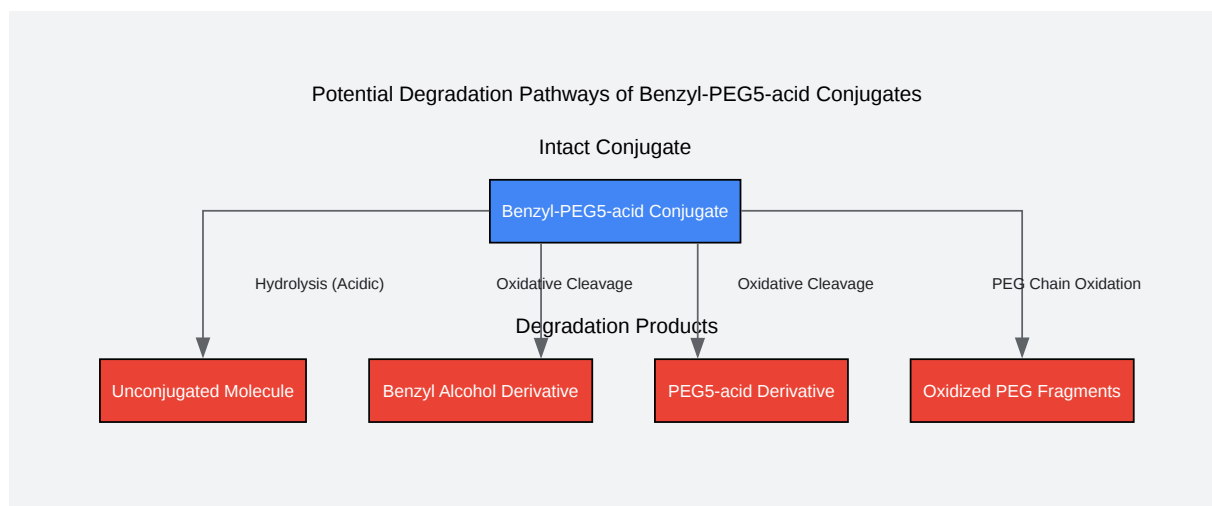 Potential Degradation Pathways of Benzyl-PEG5-acid Conjugates
Intact Conjugate
Benzyl-PEG5-acid Conjugate
Hydrolysis (Acidic)
Oxidative Cleavage
Oxidative Cleavage
PEG Chain Oxidation
Degradation Products
Unconjugated Molecule
Benzyl Alcohol Derivative
PEG5-acid Derivative
Oxidized PEG Fragments